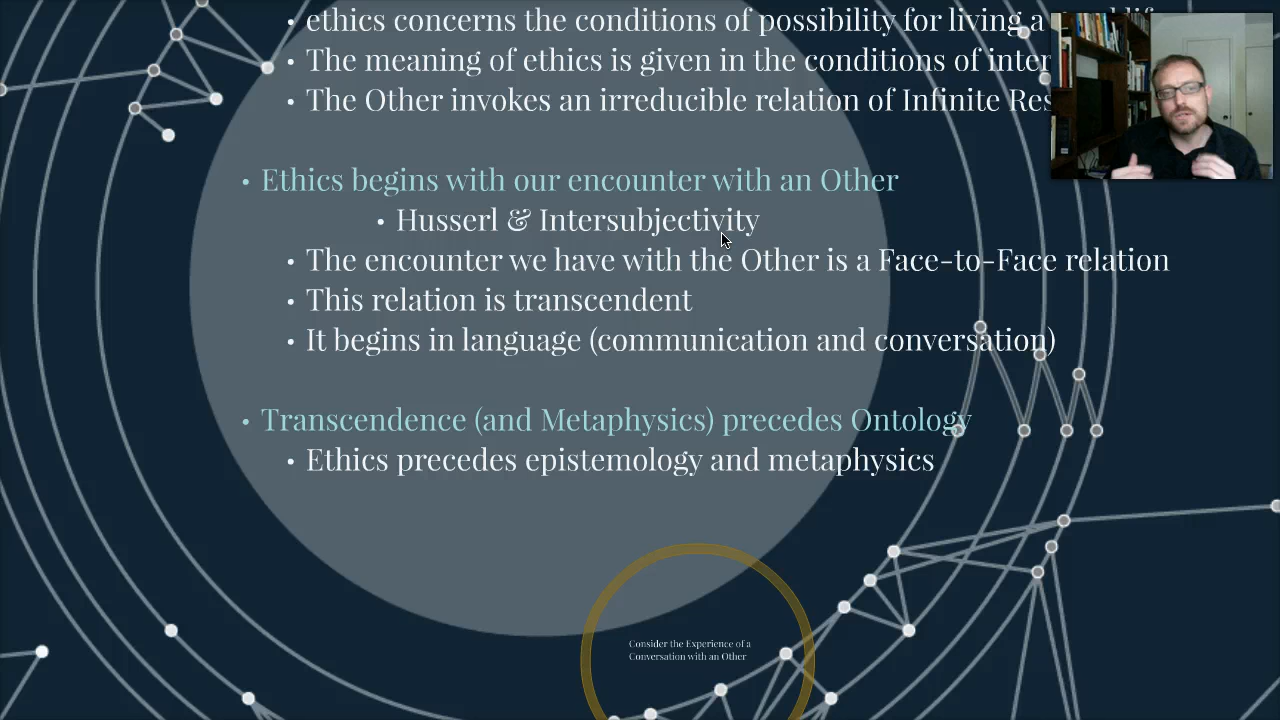 • ethics concerns the conditions of possibility for living a
• The meaning of ethics is given in the conditions of
• The Other invokes an irreducible relation of Infinite
• Ethics begins with our encounter with an Other
• Husserl & Intersubjectivity
• The encounter we have with the Other is a Face-to-Face relation
• This relation is transcendent
• It begins in language (communication and conversation)
• Transcendence (and Metaphysics) precedes Ontology
• Ethics precedes epistemology and metaphysics
Consider the Experience of a
Conversation with an Other